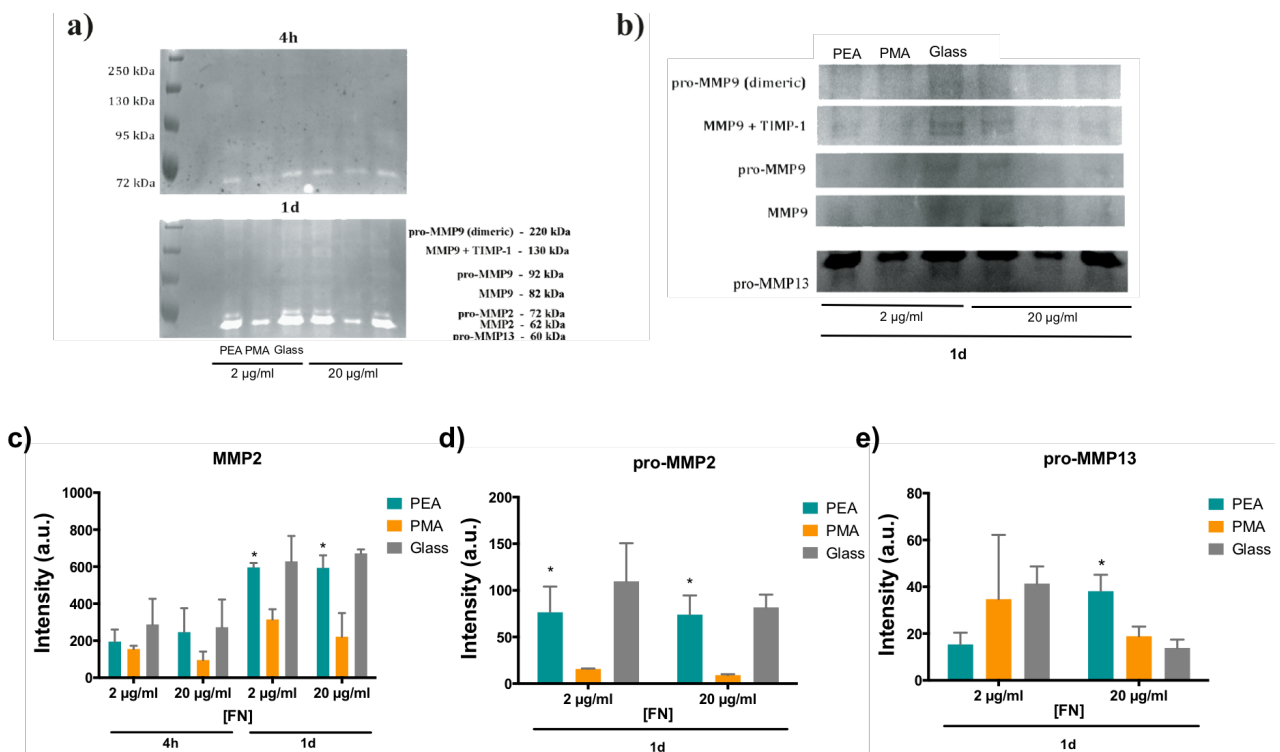 a)
4h
250 kDa
130 kDa
95 kDa
72 kDa
1d
pro-MMP9 (dimeric) - 220 kDa
MMP9 + TIMP-1 - 130 kDa
pro-MMP9 - 92 kDa
MMP9 - 82 kDa
pro-MMP2 - 72 kDa
MMP2 - 62 kDa
pro-MMP13 - 60 kDa
PEA PMA Glass
2 µg/ml 20 µg/ml
b)
PEA PMA Glass
pro-MMP9 (dimeric)
MMP9 + TIMP-1
pro-MMP9
MMP9
pro-MMP13
2 µg/ml 20 µg/ml
1d
c)
MMP2
Intensity (a.u.)
1000
800
600
400
200
0
* *
PEA
PMA
Glass
2 µg/ml 20 µg/ml 2 µg/ml 20 µg/ml
[FN]
4h 1d
d)
pro-MMP2
Intensity (a.u.)
200
150
100
50
0
* *
PEA
PMA
Glass
2 µg/ml 20 µg/ml
[FN]
1d
e)
pro-MMP13
Intensity (a.u.)
80
60
40
20
0
*
PEA
PMA
Glass
2 µg/ml 20 µg/ml
[FN]
1d